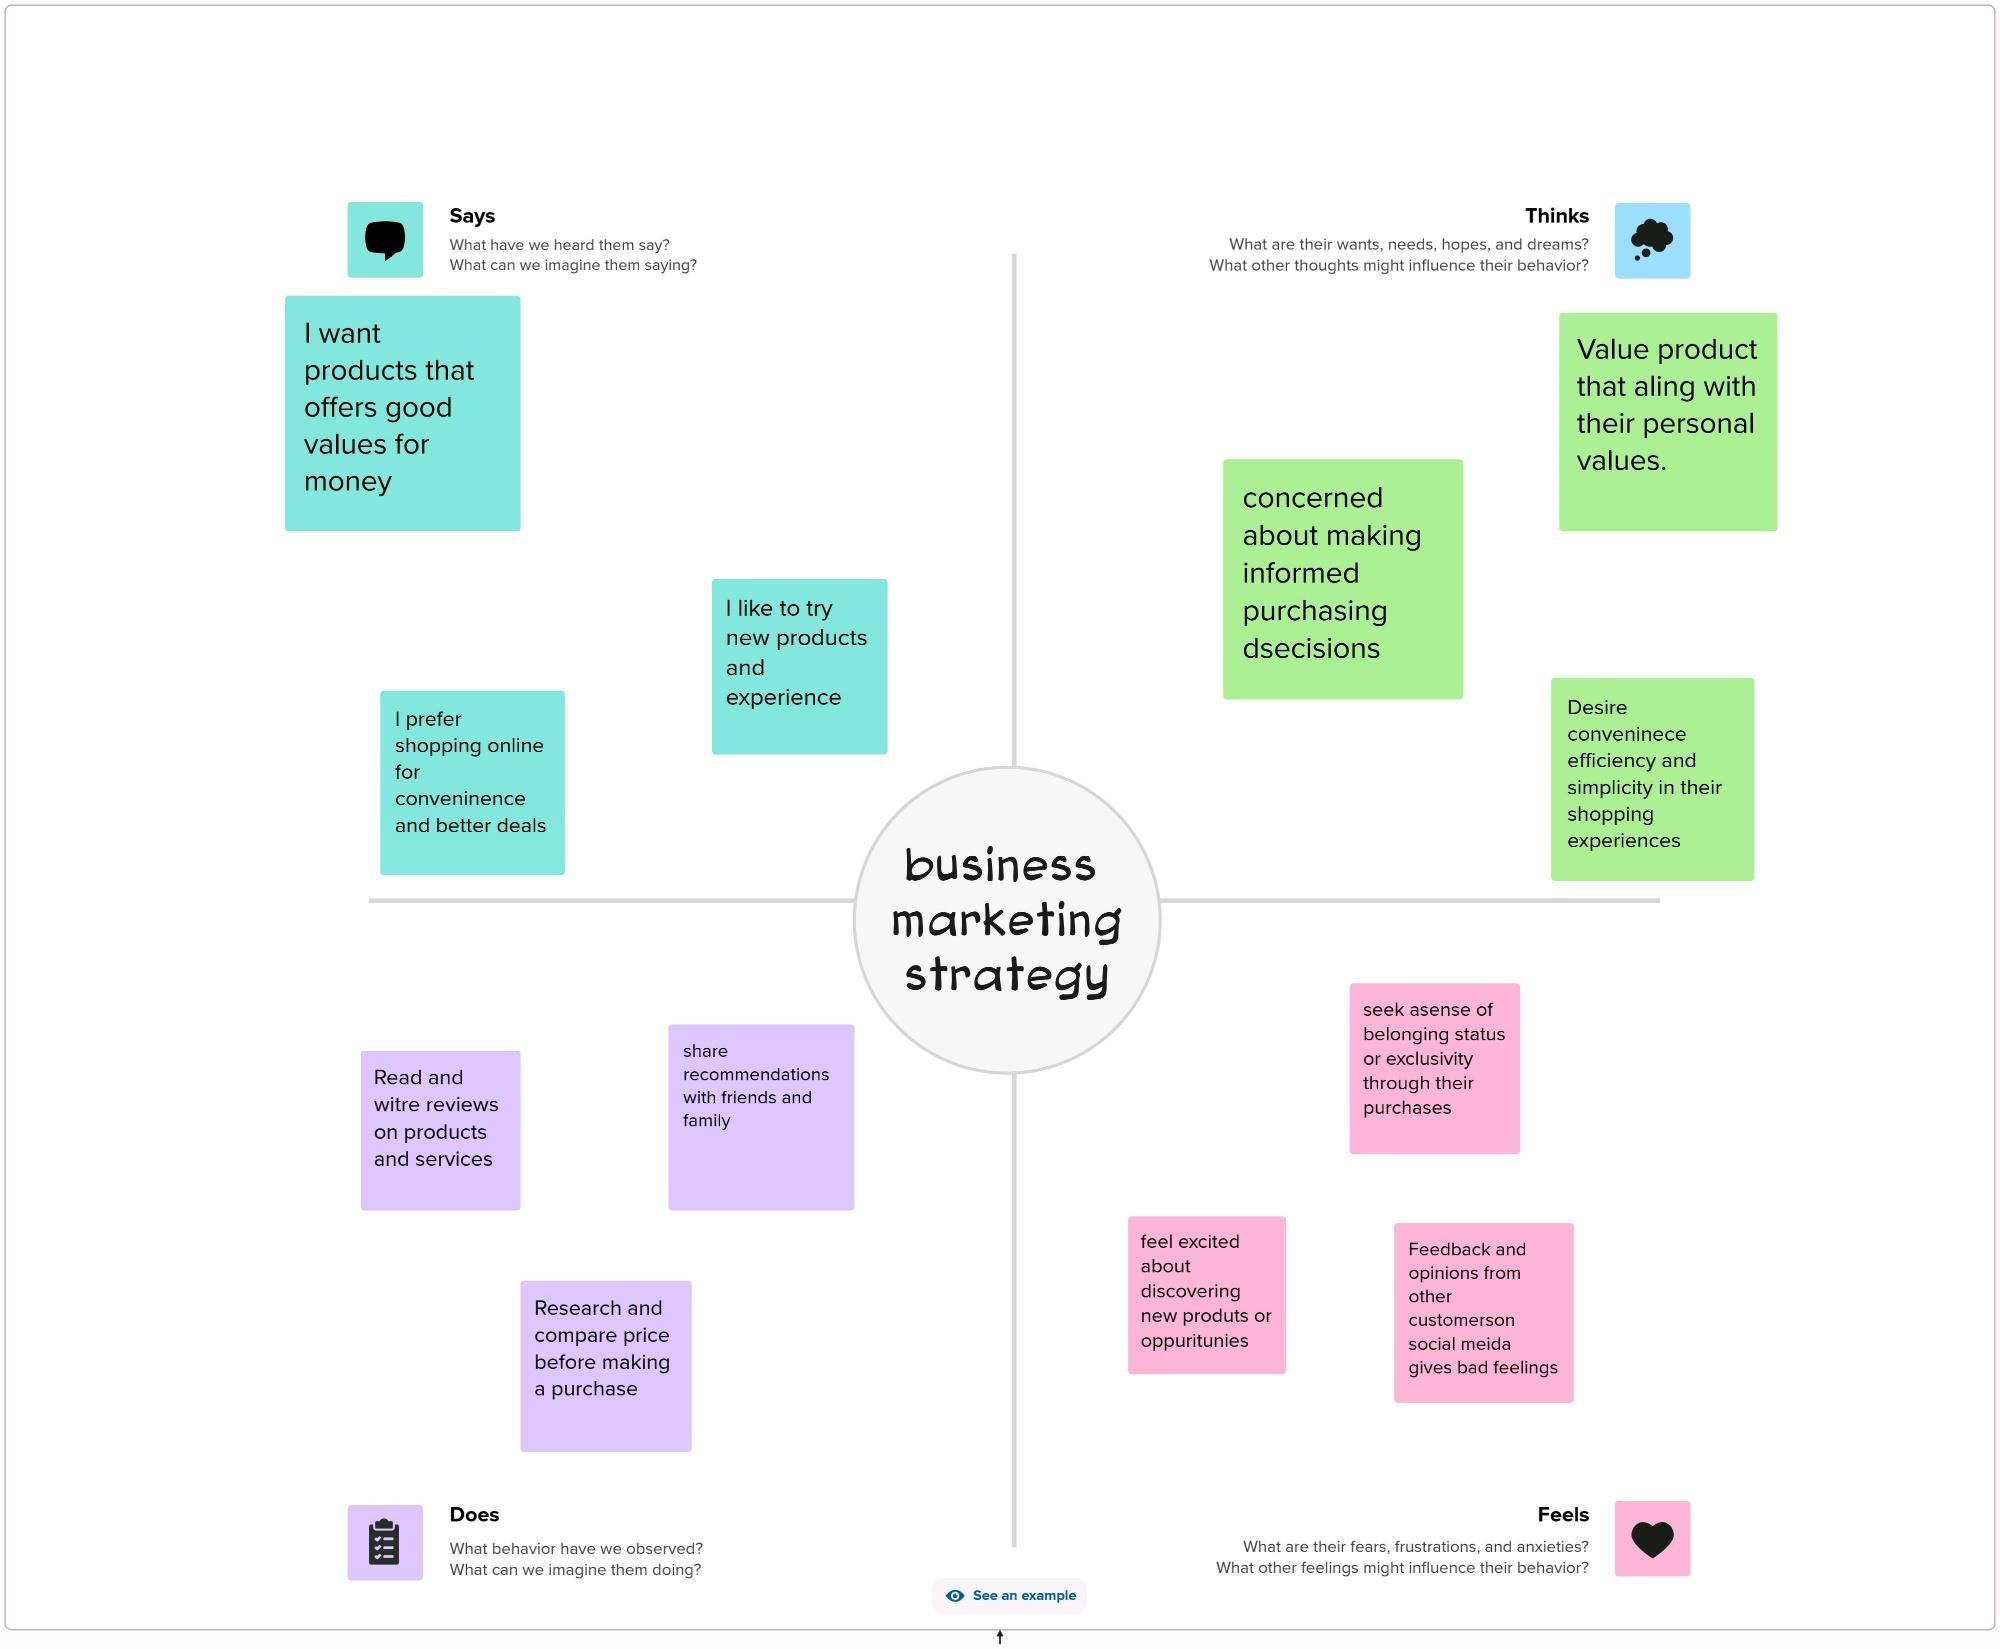 Says
What have we heard them say?
What can we imagine them saying?
I want
products that
offers good
values for
money
I like to try
new products
and
experience
I prefer
shopping online
for
conveninence
and better deals
Thinks
What are their wants, needs, hopes, and dreams?
What other thoughts might influence their behavior?
Value product
that aling with
their personal
values.
concerned
about making
informed
purchasing
dsecisions
Desire
conveninece
efficiency and
simplicity in their
shopping
experiences
business
marketing
strategy
Read and
witre reviews
on products
and services
share
recommendations
with friends and
family
Research and
compare price
before making
a purchase
Does
What behavior have we observed?
What can we imagine them doing?
seek asense of
belonging status
or exclusivity
through their
purchases
feel excited
about
discovering
new produts or
oppuritunies
Feedback and
opinions from
other
customerson
social meida
gives bad feelings
Feels
What are their fears, frustrations, and anxieties?
What other feelings might influence their behavior?
See an example